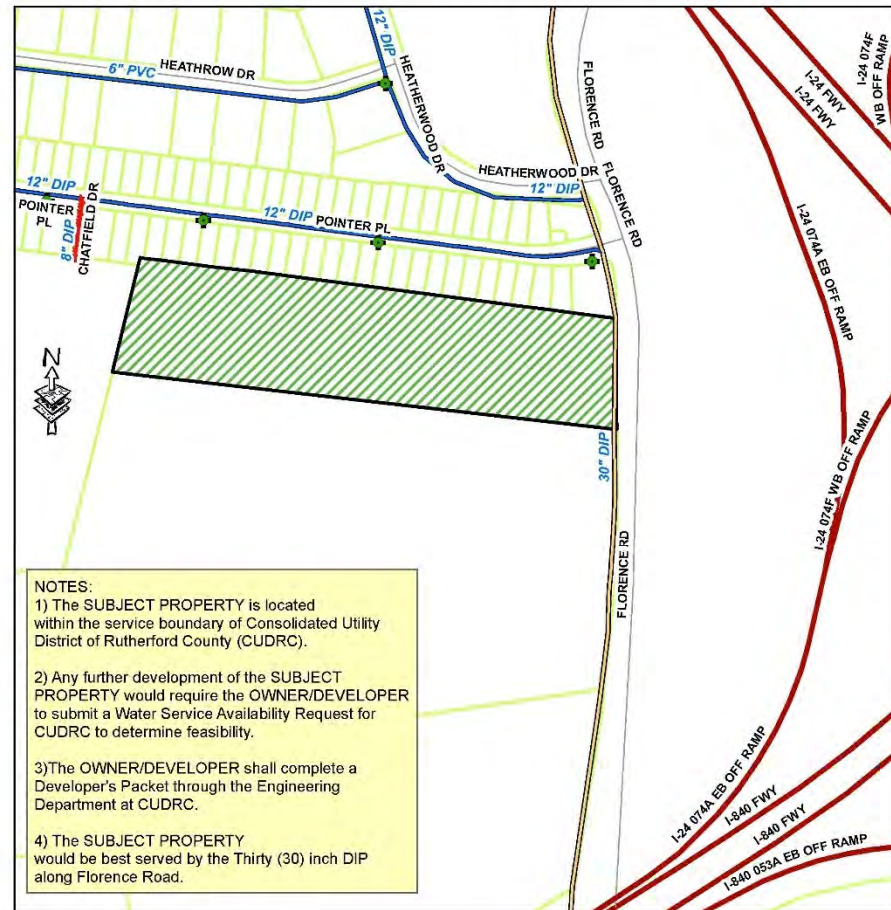 12" DIP
HEATHROW DR
6" PVC
HEATHERWOOD DR
FLORENCE RD
I-24 FWY
I-24 FWY
I-24 074F
WB OFF RAMP
HEATHERWOOD DR
12" DIP
FLORENCE RD
12" DIP
POINTER
PL
8" DIP
CHATFIELD DR
12" DIP
POINTER PL
I-24 074A EB OFF RAMP
N
30" DIP
I-24 074F WB OFF RAMP
FLORENCE RD
NOTES:
1) The SUBJECT PROPERTY is located
within the service boundary of Consolidated Utility
District of Rutherford County (CUDRC).
2) Any further development of the SUBJECT
PROPERTY would require the OWNER/DEVELOPER
to submit a Water Service Availability Request for
CUDRC to determine feasibility.
3)The OWNER/DEVELOPER shall complete a
Developer's Packet through the Engineering
Department at CUDRC.
4) The SUBJECT PROPERTY
would be best served by the Thirty (30) inch DIP
along Florence Road.
I-24 074A EB OFF RAMP
I-840 FWY
I-840 FWY
I-840 053A EB OFF RAMP